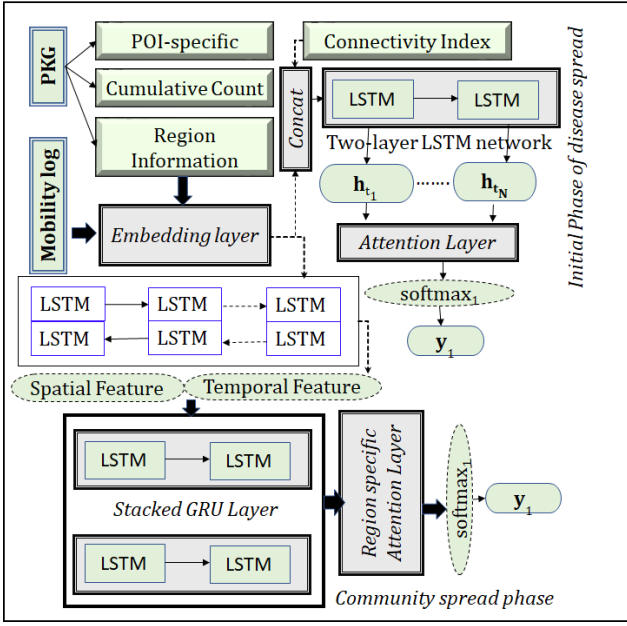 PKG
POI-specific
Cumulative Count
Region
Information
Mobility log
Embedding layer
Connectivity Index
Concat
LSTM LSTM
Two-layer LSTM network
h_{t_1} ....... h_{t_N}
Attention Layer
softmax_1
y_1
Initial Phase of disease spread
LSTM LSTM LSTM
LSTM LSTM LSTM
Spatial Feature Temporal Feature
LSTM LSTM
Stacked GRU Layer
LSTM LSTM
Region specific
Attention Layer
softmax_1
y_1
Community spread phase